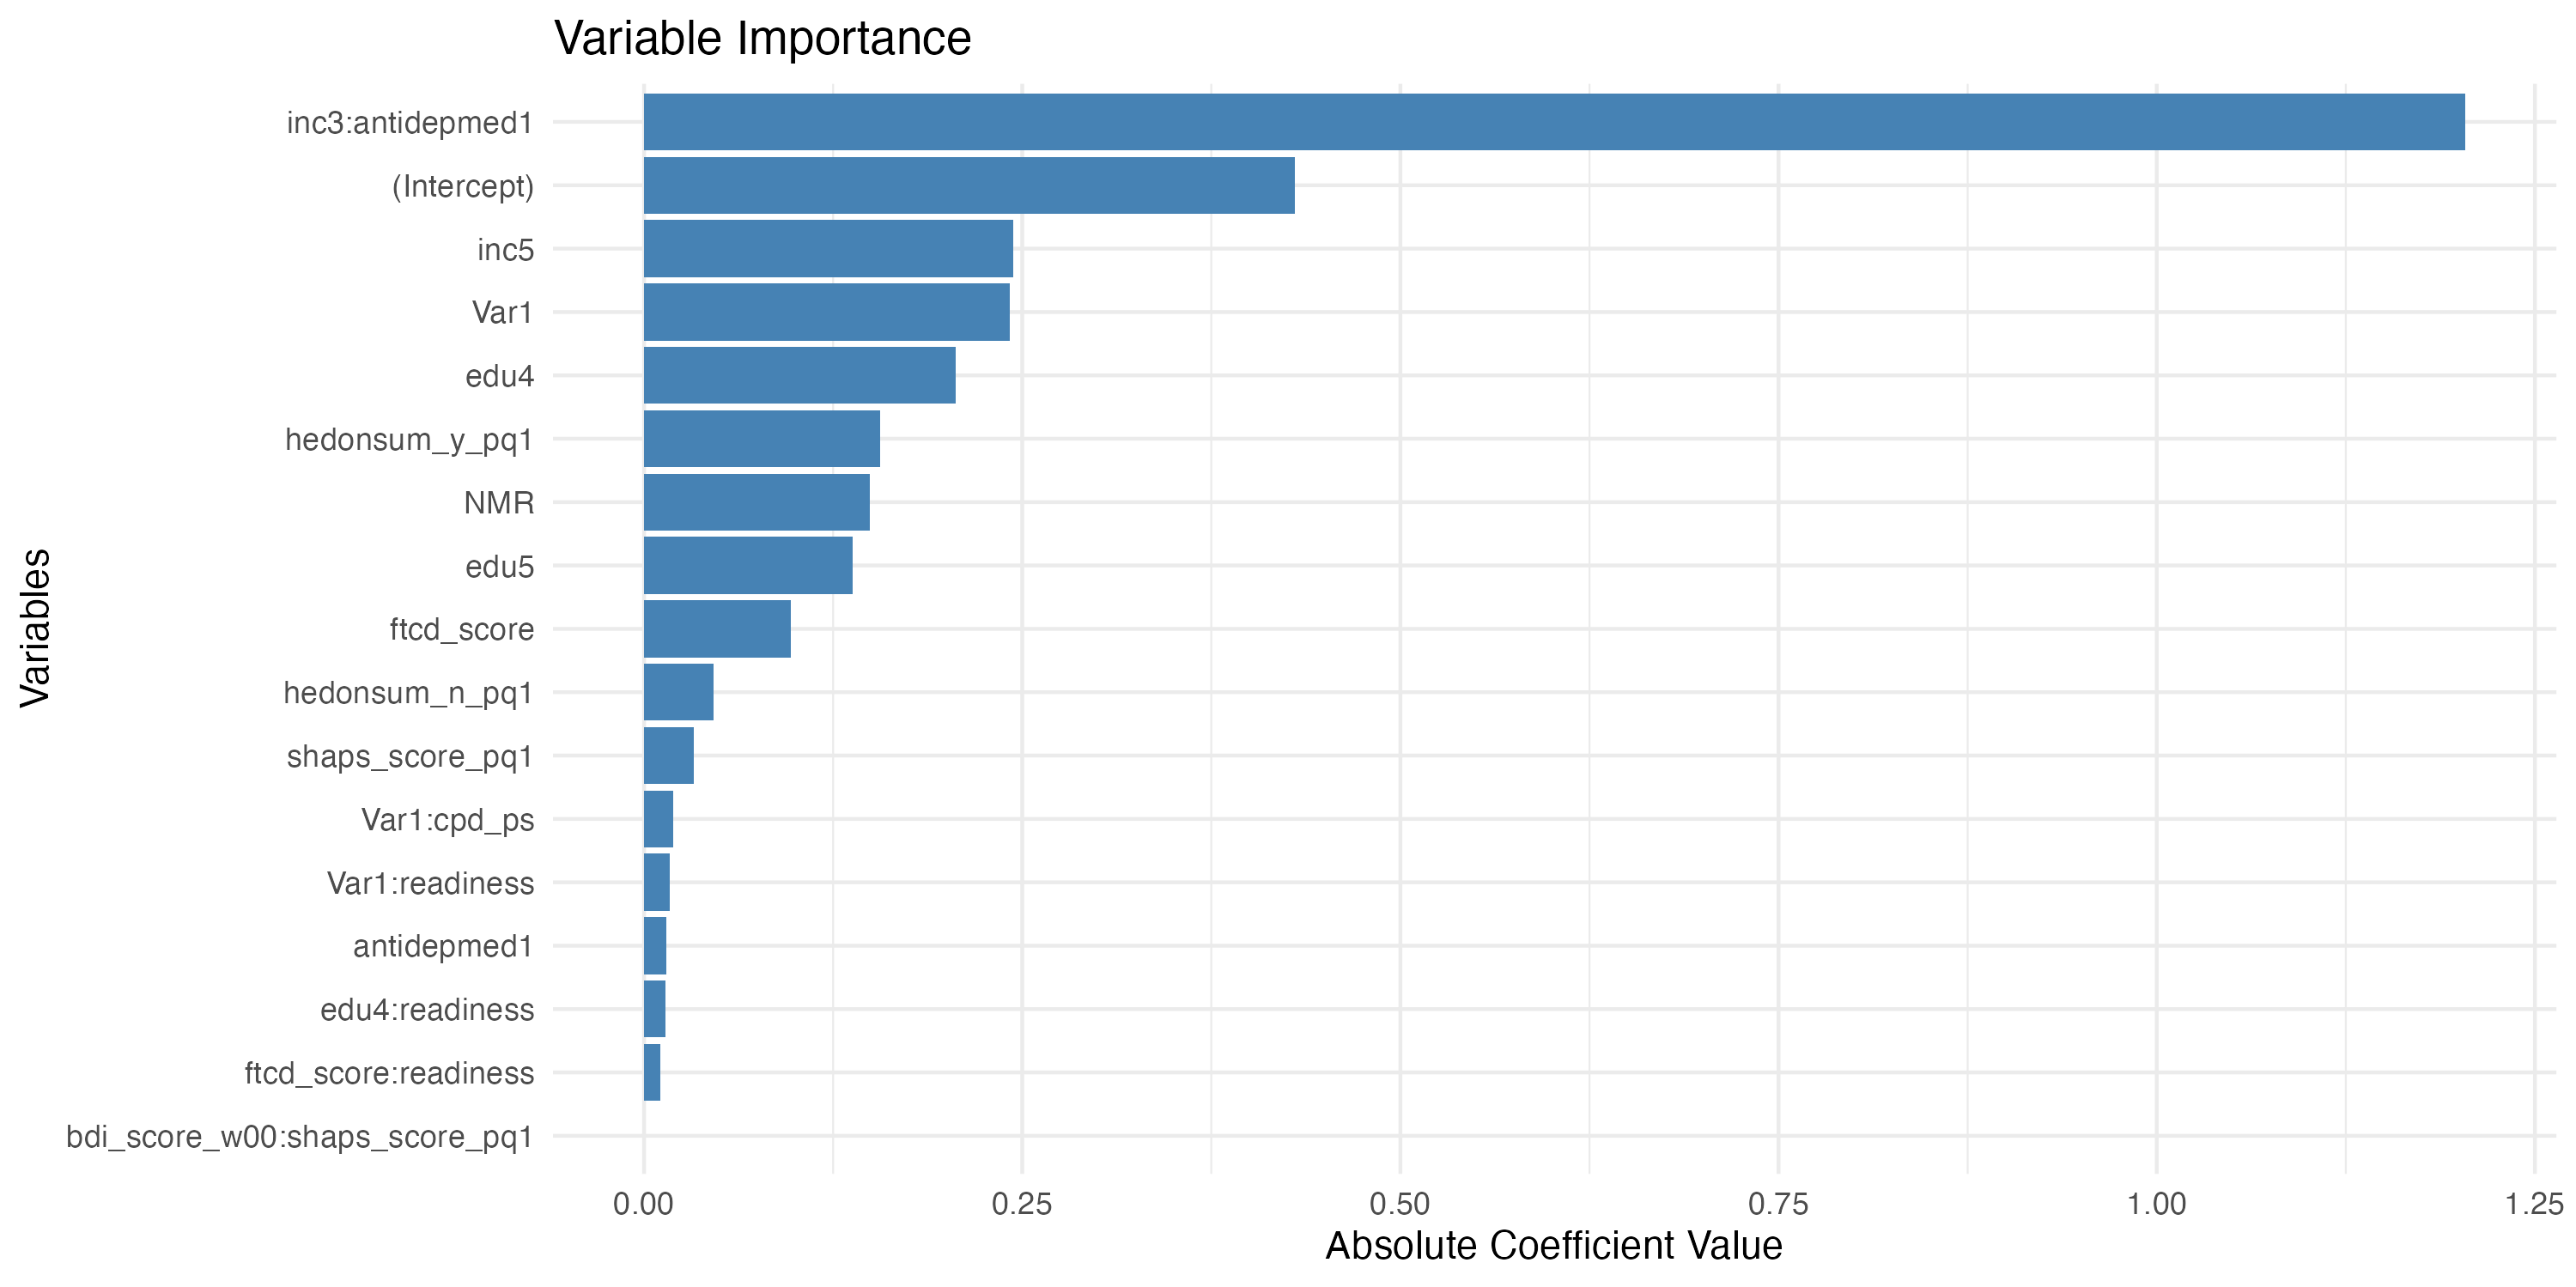 Variable Importance
inc3:antidepmed1
(Intercept)
inc5
Var1
edu4
hedonsum_y_pq1
NMR
edu5
ftcd_score
hedonsum_n_pq1
shaps_score_pq1
Var1:cpd_ps
Var1:readiness
antidepmed1
edu4:readiness
ftcd_score:readiness
bdi_score_w00:shaps_score_pq1
Variables
0.00 0.25 0.50 0.75 1.00 1.25
Absolute Coefficient Value